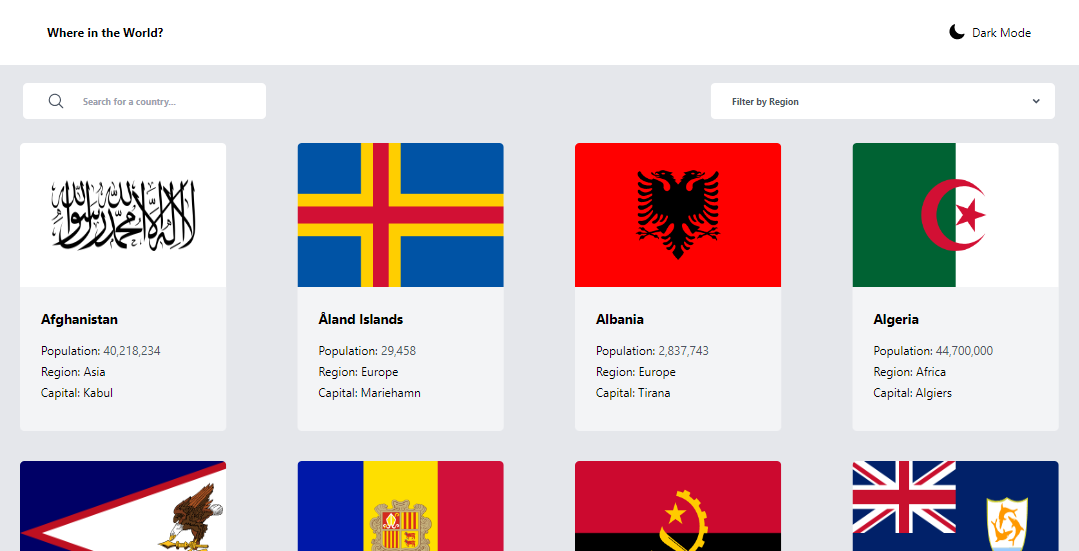 Where in the World?
Dark Mode
Search for a country...
Filter by Region
لا إله إلا الله محمد رسول الله
Afghanistan
Population: 40,218,234
Region: Asia
Capital: Kabul
Åland Islands
Population: 29,458
Region: Europe
Capital: Mariehamn
Albania
Population: 2,837,743
Region: Europe
Capital: Tirana
Algeria
Population: 44,700,000
Region: Africa
Capital: Algiers